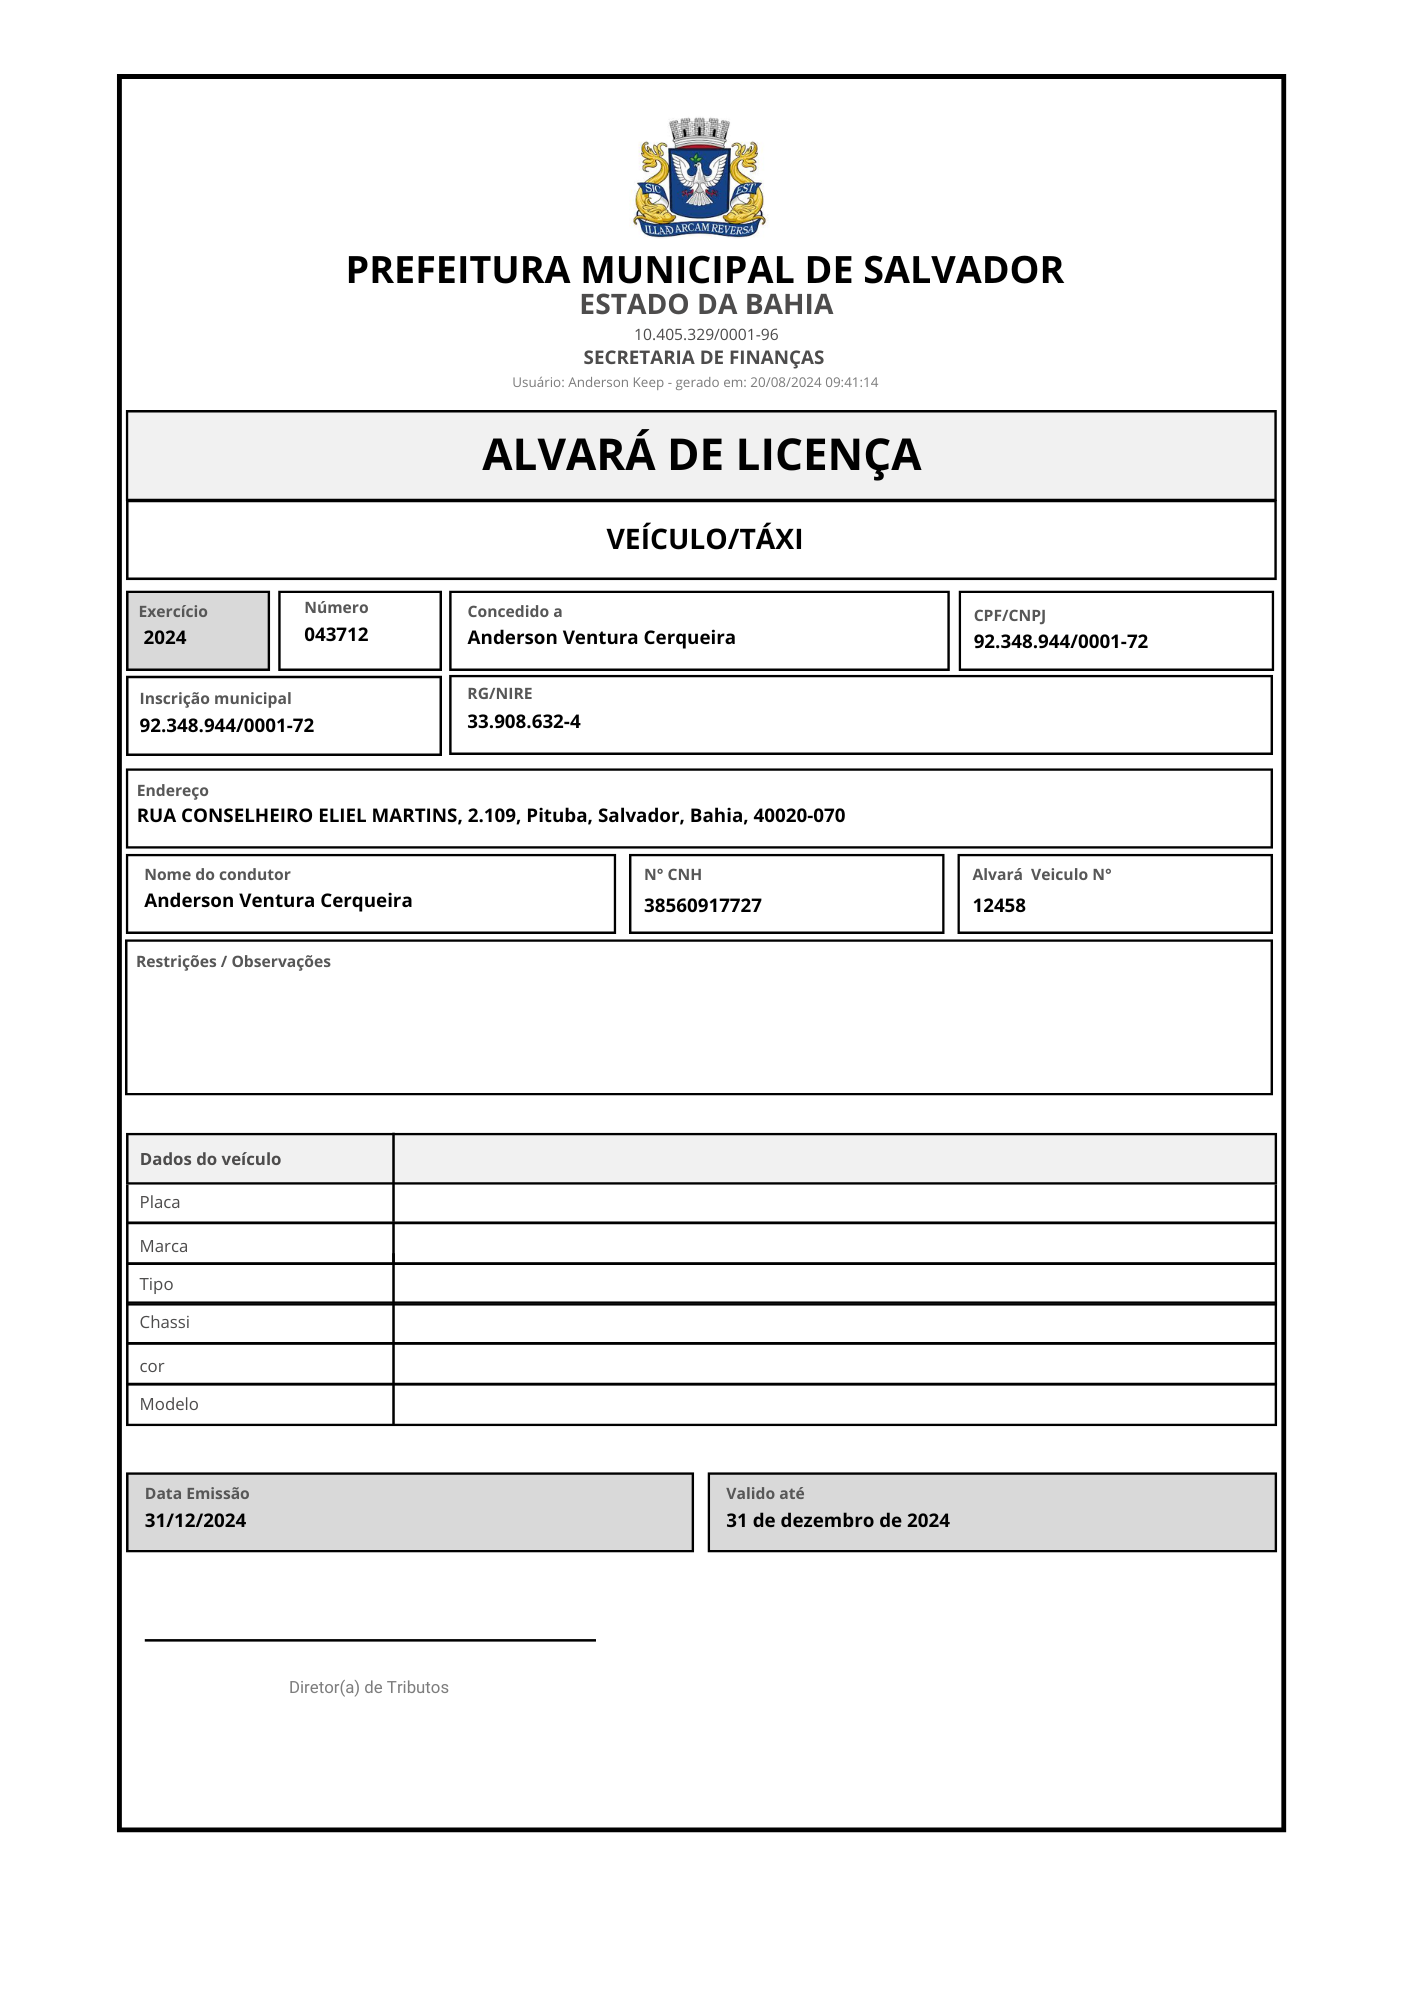 SIC EST
ILLA AD ARCAM REVERSA
PREFEITURA MUNICIPAL DE SALVADOR
ESTADO DA BAHIA
10.405.329/0001-96
SECRETARIA DE FINANÇAS
Usuário: Anderson Keep - gerado em: 20/08/2024 09:41:14
ALVARÁ DE LICENÇA
VEÍCULO/TÁXI
Exercício
2024
Número
043712
Concedido a
Anderson Ventura Cerqueira
CPF/CNPJ
92.348.944/0001-72
Inscrição municipal
92.348.944/0001-72
RG/NIRE
33.908.632-4
Endereço
RUA CONSELHEIRO ELIEL MARTINS, 2.109, Pituba, Salvador, Bahia, 40020-070
Nome do condutor
Anderson Ventura Cerqueira
N° CNH
38560917727
Alvará Veiculo N°
12458
Restrições / Observações
Dados do veículo
Placa
Marca
Tipo
Chassi
cor
Modelo
Data Emissão
31/12/2024
Valido até
31 de dezembro de 2024
Diretor(a) de Tributos